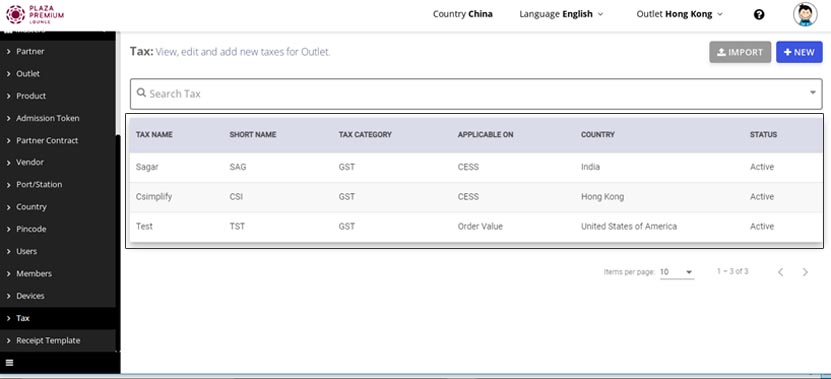 PLAZA
PREMIUM
LOUNGE
Country China
Language English
Outlet Hong Kong
Partner
Outlet
Product
Admission Token
Partner Contract
Vendor
Port/Station
Country
Pincode
Users
Members
Devices
Tax
Receipt Template
Tax: View, edit and add new taxes for Outlet.
IMPORT
+ NEW
Search Tax
TAX NAME SHORT NAME TAX CATEGORY APPLICABLE ON COUNTRY STATUS
Sagar SAG GST CESS India Active
Csimplify CSI GST CESS Hong Kong Active
Test TST GST Order Value United States of America Active
Items per page: 10 1 – 3 of 3